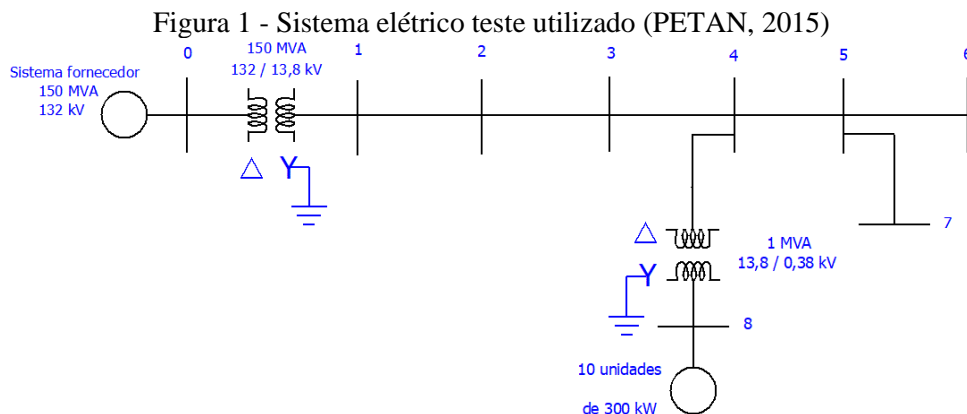 Figura 1 - Sistema elétrico teste utilizado (PETAN, 2015)
0
150 MVA
132 / 13,8 kV
1
2
3
4
5
6
Sistema fornecedor
150 MVA
132 kV
Y
7
1 MVA
13,8 / 0,38 kV
Y
8
10 unidades
de 300 kW